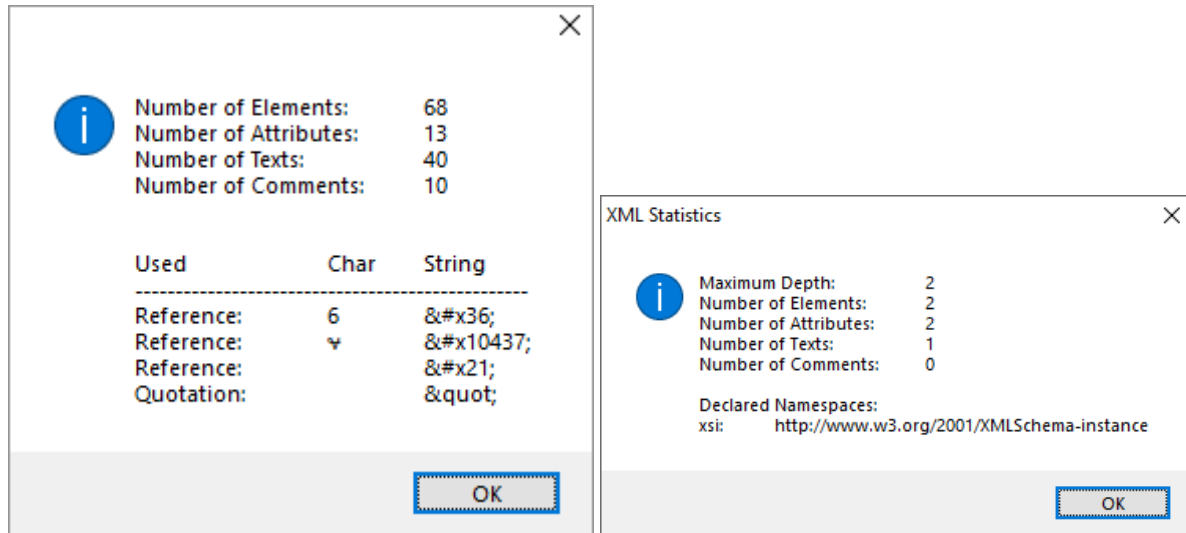 Number of Elements: 68
Number of Attributes: 13
Number of Texts: 40
Number of Comments: 10
Used Char String
------------------------------------------------
Reference: 6 &#x36;
Reference: 𐐷 &#x10437;
Reference: &#x21;
Quotation: &quot;
OK
XML Statistics
Maximum Depth: 2
Number of Elements: 2
Number of Attributes: 2
Number of Texts: 1
Number of Comments: 0
Declared Namespaces:
xsi: http://www.w3.org/2001/XMLSchema-instance
OK